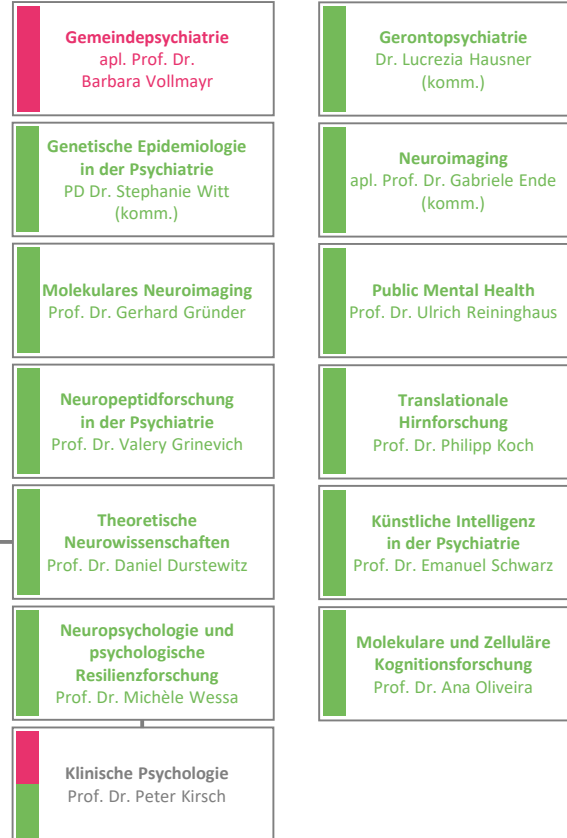 Gemeindepsychiatrie
apl. Prof. Dr.
Barbara Vollmayr
Gerontopsychiatrie
Dr. Lucrezia Hausner
(komm.)
Genetische Epidemiologie
in der Psychiatrie
PD Dr. Stephanie Witt
(komm.)
Neuroimaging
apl. Prof. Dr. Gabriele Ende
(komm.)
Molekulares Neuroimaging
Prof. Dr. Gerhard Gründer
Public Mental Health
Prof. Dr. Ulrich Reininghaus
Neuropeptidforschung
in der Psychiatrie
Prof. Dr. Valery Grinevich
Translationale
Hirnforschung
Prof. Dr. Philipp Koch
Theoretische
Neurowissenschaften
Prof. Dr. Daniel Durstewitz
Künstliche Intelligenz
in der Psychiatrie
Prof. Dr. Emanuel Schwarz
Neuropsychologie und
psychologische
Resilienzforschung
Prof. Dr. Michèle Wessa
Molekulare und Zelluläre
Kognitionsforschung
Prof. Dr. Ana Oliveira
Klinische Psychologie
Prof. Dr. Peter Kirsch